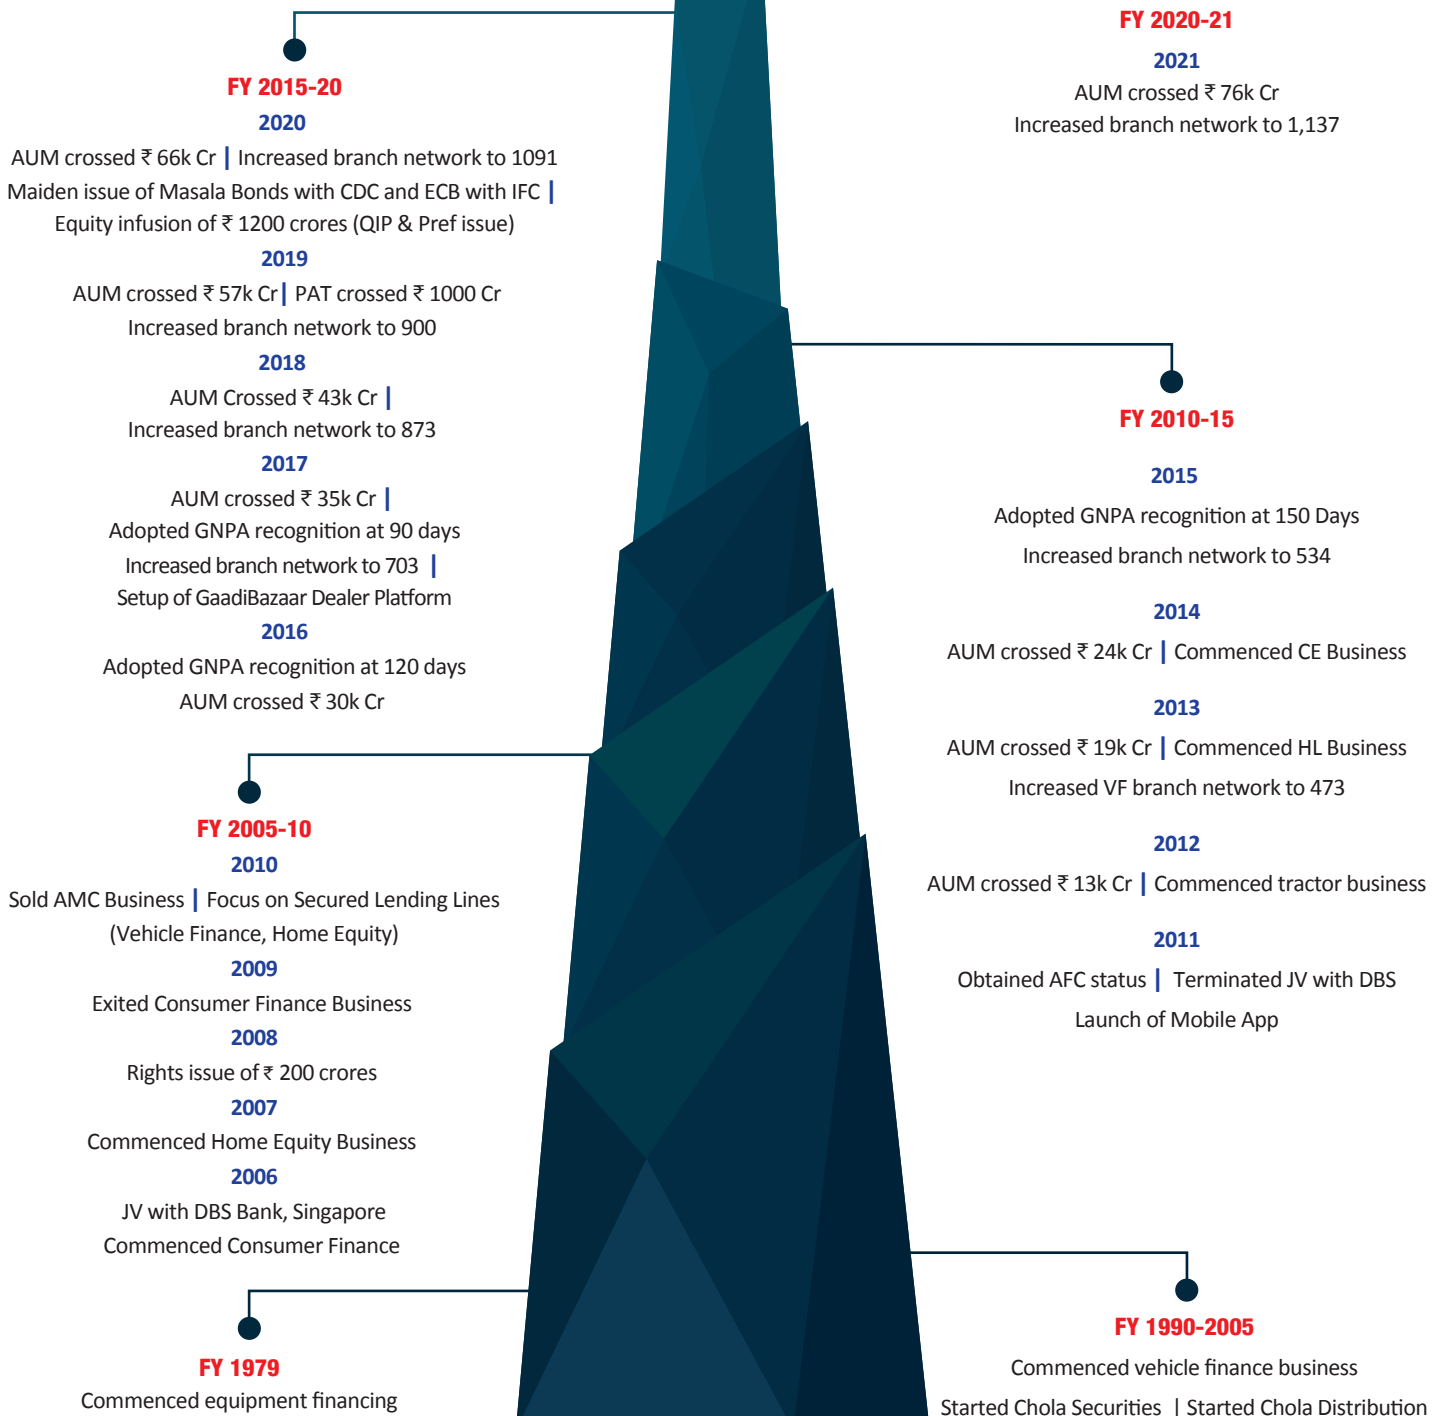 FY 2015-20
2020
AUM crossed ₹ 66k Cr | Increased branch network to 1091
Maiden issue of Masala Bonds with CDC and ECB with IFC |
Equity infusion of ₹ 1200 crores (QIP & Pref issue)
2019
AUM crossed ₹ 57k Cr | PAT crossed ₹ 1000 Cr
Increased branch network to 900
2018
AUM Crossed ₹ 43k Cr |
Increased branch network to 873
2017
AUM crossed ₹ 35k Cr |
Adopted GNPA recognition at 90 days
Increased branch network to 703 |
Setup of GaadiBazaar Dealer Platform
2016
Adopted GNPA recognition at 120 days
AUM crossed ₹ 30k Cr
FY 2005-10
2010
Sold AMC Business | Focus on Secured Lending Lines
(Vehicle Finance, Home Equity)
2009
Exited Consumer Finance Business
2008
Rights issue of ₹ 200 crores
2007
Commenced Home Equity Business
2006
JV with DBS Bank, Singapore
Commenced Consumer Finance
FY 1979
Commenced equipment financing
FY 2020-21
2021
AUM crossed ₹ 76k Cr
Increased branch network to 1,137
FY 2010-15
2015
Adopted GNPA recognition at 150 Days
Increased branch network to 534
2014
AUM crossed ₹ 24k Cr | Commenced CE Business
2013
AUM crossed ₹ 19k Cr | Commenced HL Business
Increased VF branch network to 473
2012
AUM crossed ₹ 13k Cr | Commenced tractor business
2011
Obtained AFC status | Terminated JV with DBS
Launch of Mobile App
FY 1990-2005
Commenced vehicle finance business
Started Chola Securities | Started Chola Distribution